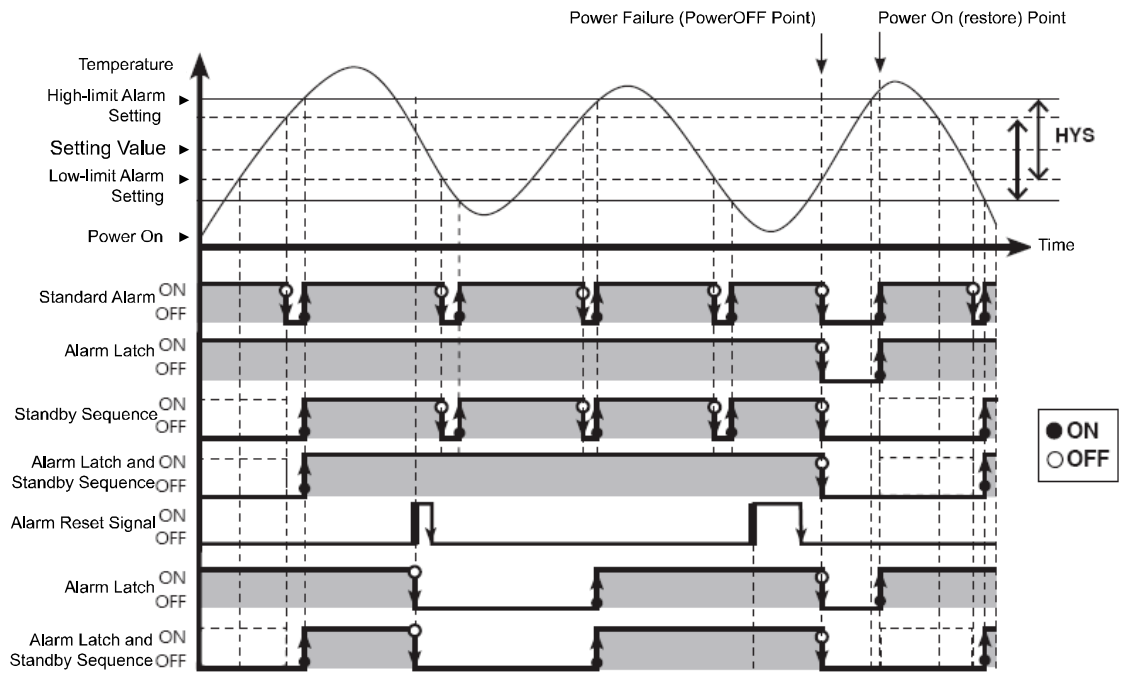 Power Failure (PowerOFF Point)
Power On (restore) Point
Temperature
High-limit Alarm
Setting
Setting Value
Low-limit Alarm
Setting
Power On
HYS
Time
Standard Alarm
ON
OFF
Alarm Latch
ON
OFF
Standby Sequence
ON
OFF
Alarm Latch and
Standby Sequence
ON
OFF
Alarm Reset Signal
ON
OFF
Alarm Latch
ON
OFF
Alarm Latch and
Standby Sequence
ON
OFF
ON
OFF